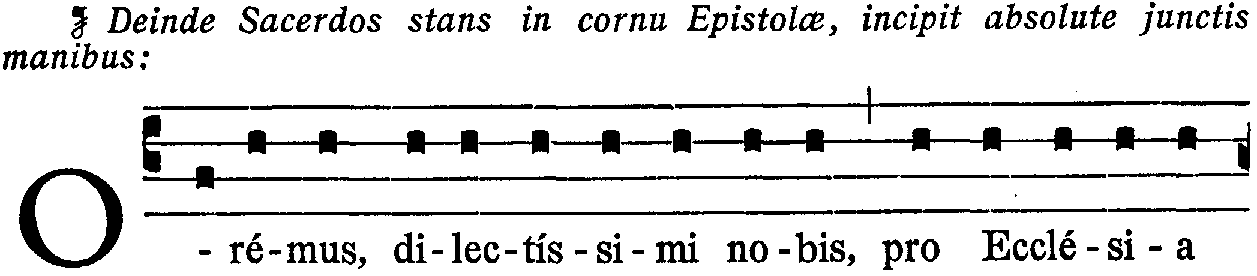 ℣ Deinde Sacerdos stans in cornu Epistolæ, incipit absolute junctis
manibus:
O - ré-mus, di-lec-tís-si-mi no-bis, pro Ecclé-si-a